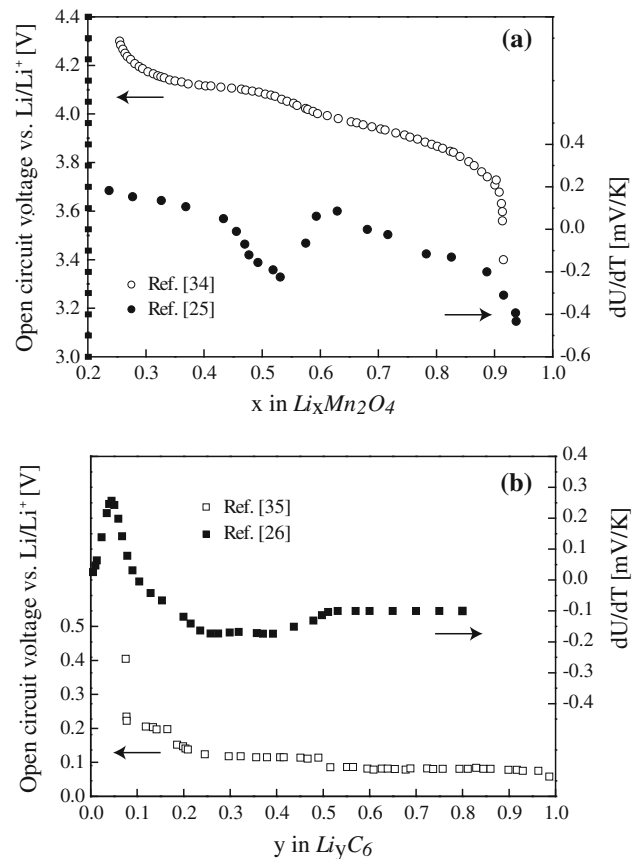 4.4
4.2
4.0
3.8
3.6
3.4
3.2
3.0
Open circuit voltage vs. Li/Li⁺ [V]
(a)
0.4
0.2
0.0
-0.2
-0.4
-0.6
dU/dT [mV/K]
Ref. [34]
Ref. [25]
0.2 0.3 0.4 0.5 0.6 0.7 0.8 0.9 1.0
x in LiₓMn₂O₄
(b)
Ref. [35]
Ref. [26]
0.5
0.4
0.3
0.2
0.1
0.0
Open circuit voltage vs. Li/Li⁺ [V]
0.4
0.3
0.2
0.1
0.0
-0.1
-0.2
-0.3
-0.4
dU/dT [mV/K]
0.0 0.1 0.2 0.3 0.4 0.5 0.6 0.7 0.8 0.9 1.0
y in LiyC₆